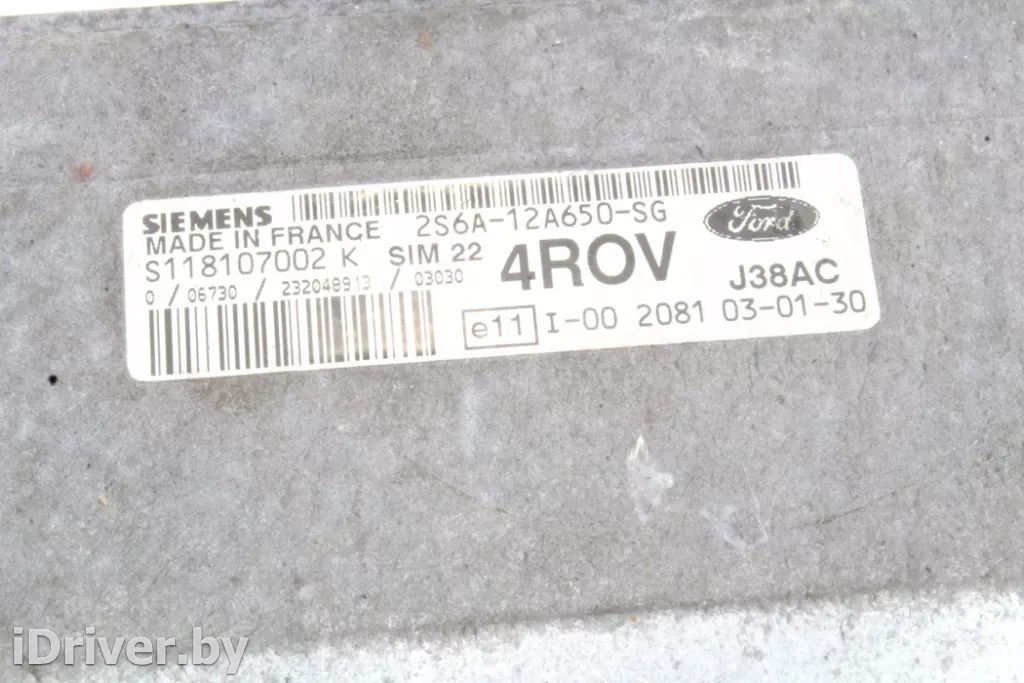 SIEMENS 2S6A-12A650-SG Ford
MADE IN FRANCE
S118107002 K SIM 22 4ROV J38AC
0 / 06730 / 232048913 / 03030
e11 I-00 2081 03-01-30
iDriver.by